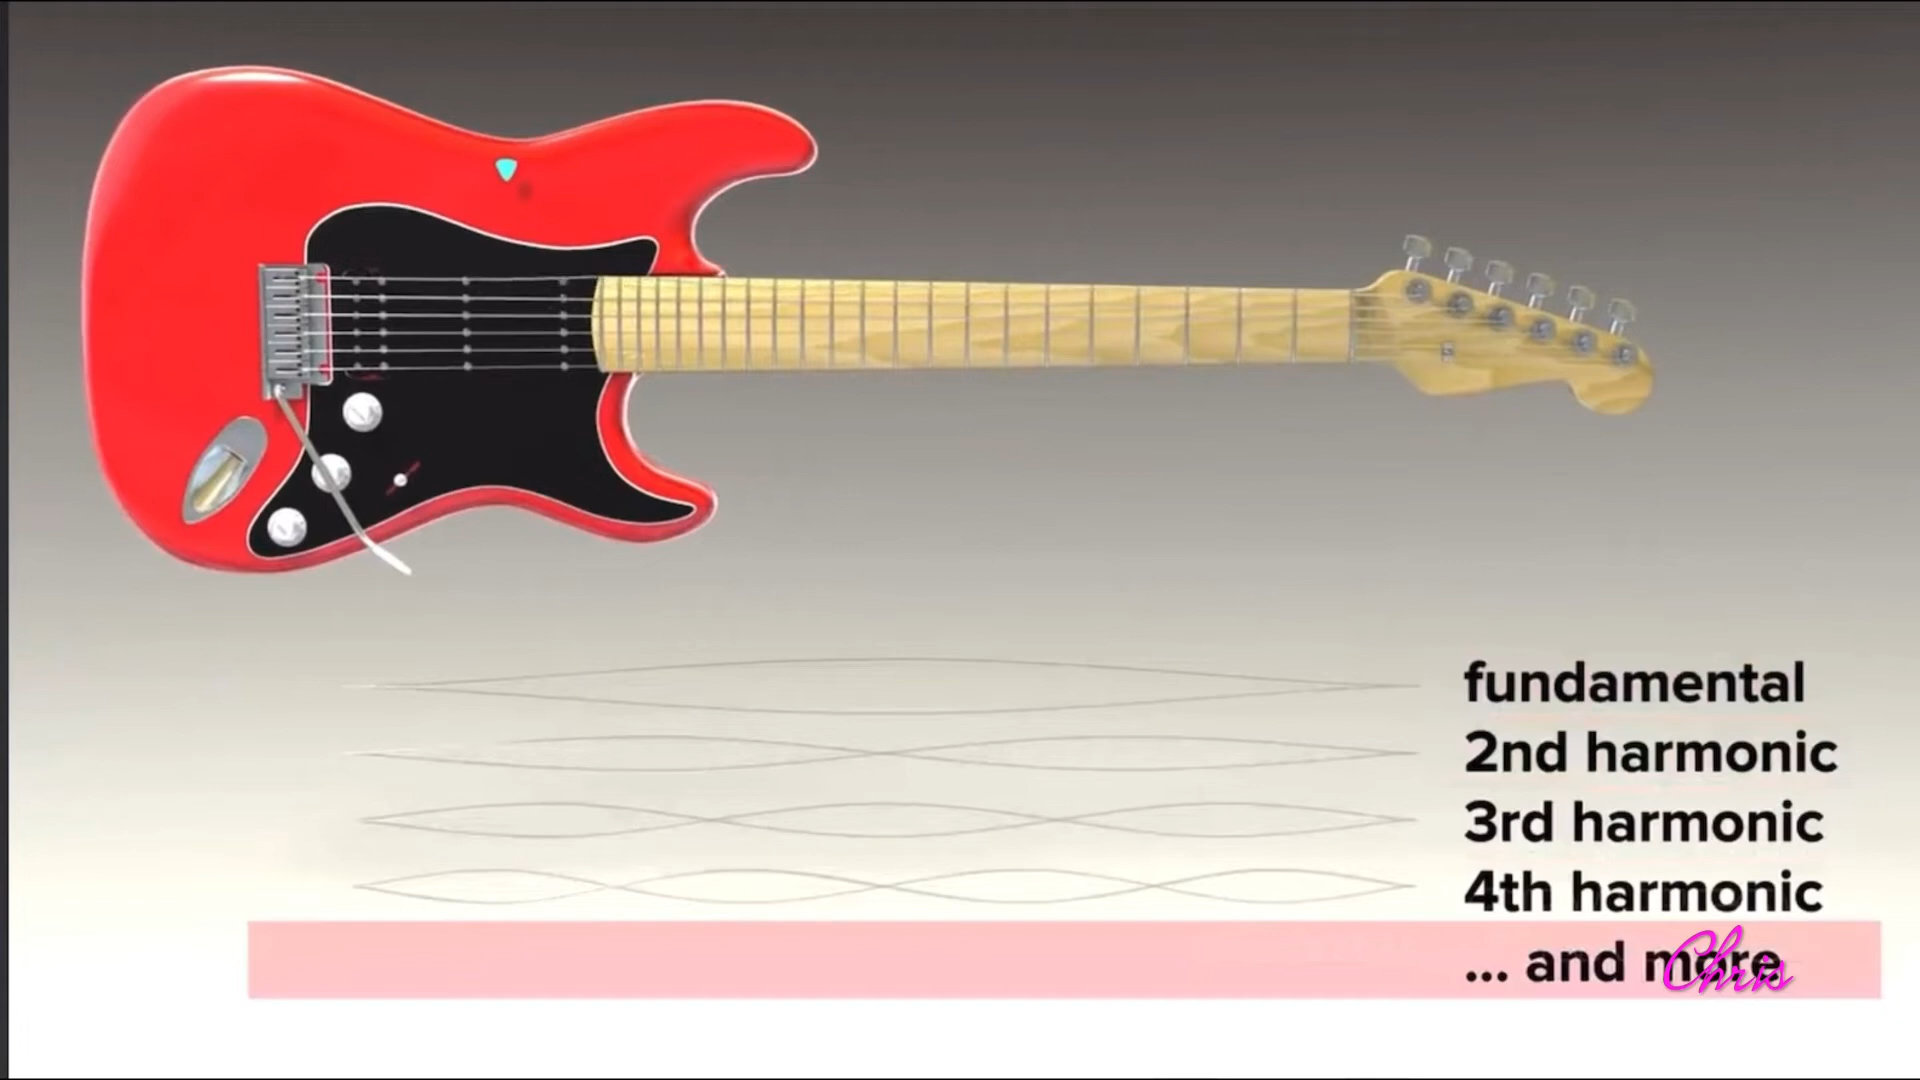 fundamental
2nd harmonic
3rd harmonic
4th harmonic
... and more
Chris